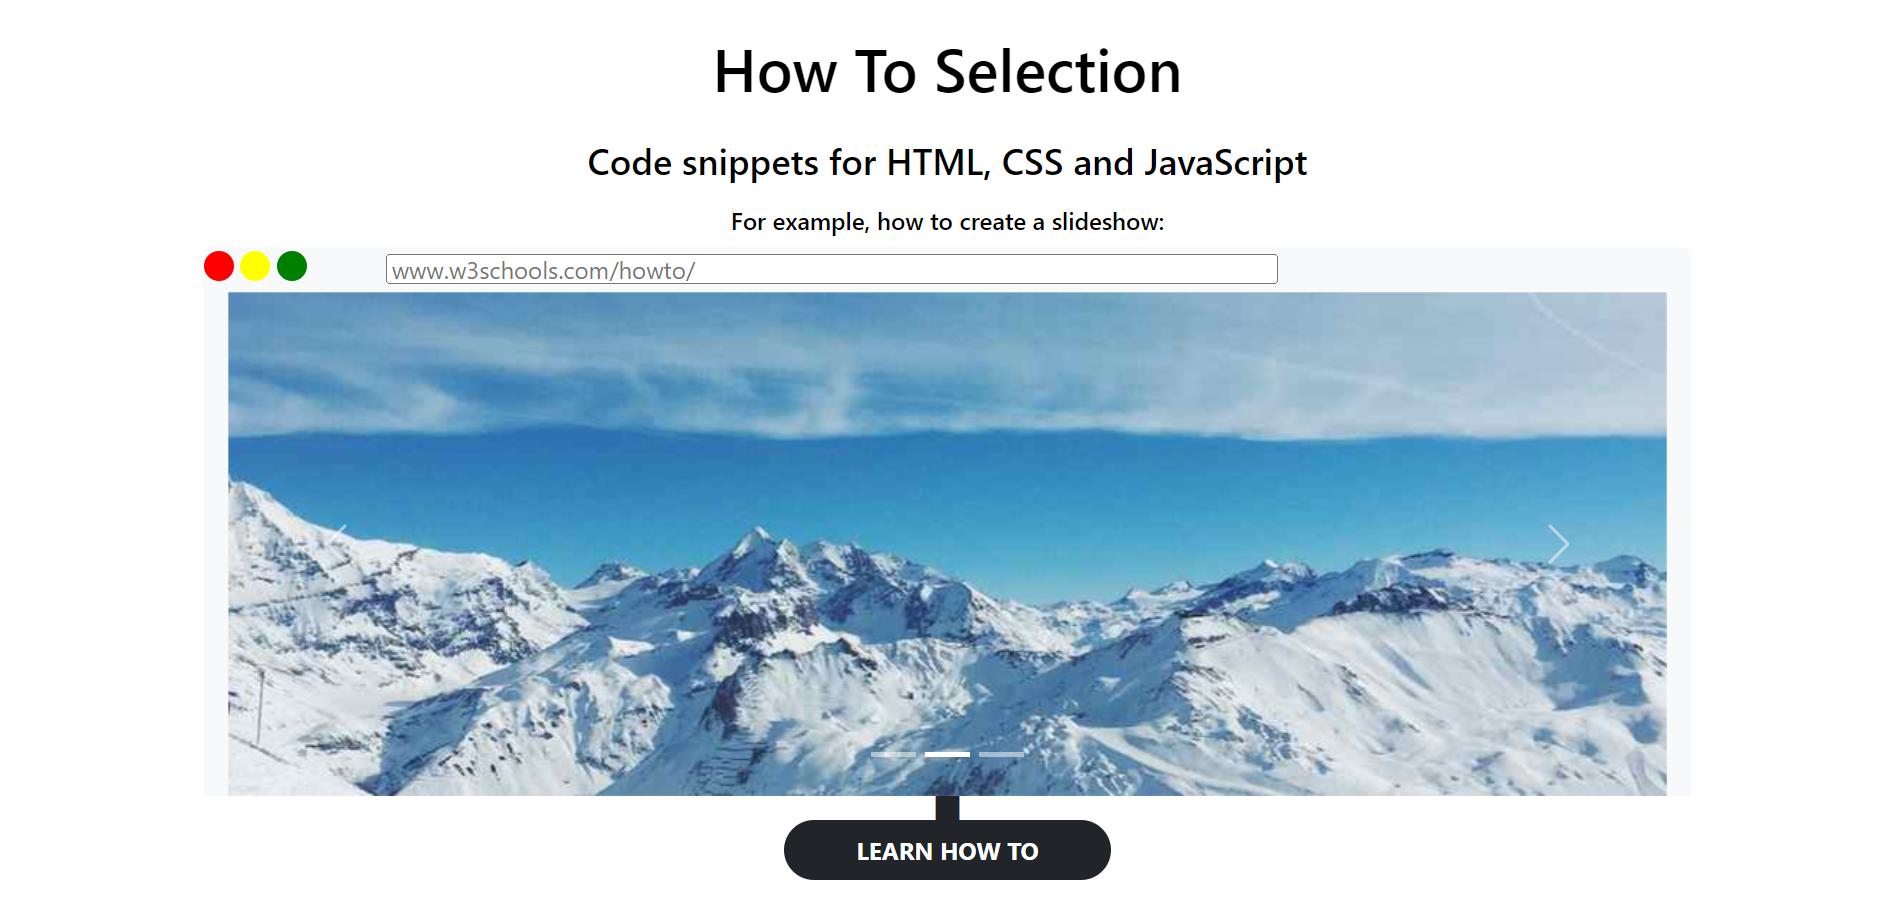 How To Selection
Code snippets for HTML, CSS and JavaScript
For example, how to create a slideshow:
www.w3schools.com/howto/
LEARN HOW TO